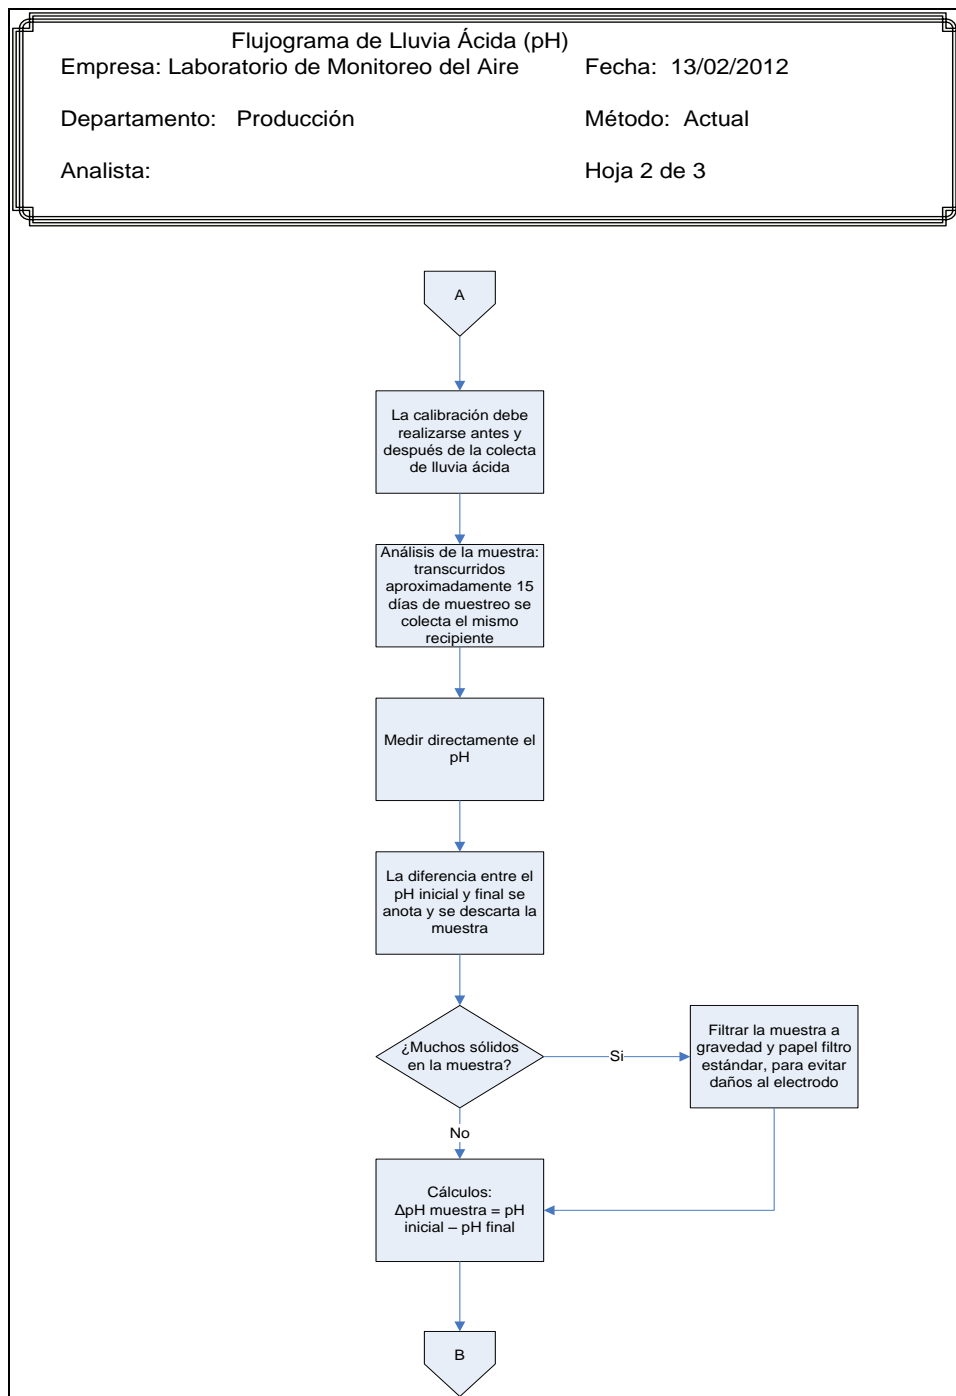 Flujograma de Lluvia Ácida (pH)
Empresa: Laboratorio de Monitoreo del Aire Fecha: 13/02/2012
Departamento: Producción Método: Actual
Analista: Hoja 2 de 3
A
La calibración debe
realizarse antes y
después de la colecta
de lluvia ácida
Análisis de la muestra:
transcurridos
aproximadamente 15
días de muestreo se
colecta el mismo
recipiente
Medir directamente el
pH
La diferencia entre el
pH inicial y final se
anota y se descarta la
muestra
¿Muchos sólidos
en la muestra?
Si
Filtrar la muestra a
gravedad y papel filtro
estándar, para evitar
daños al electrodo
No
Cálculos:
ΔpH muestra = pH
inicial – pH final
B